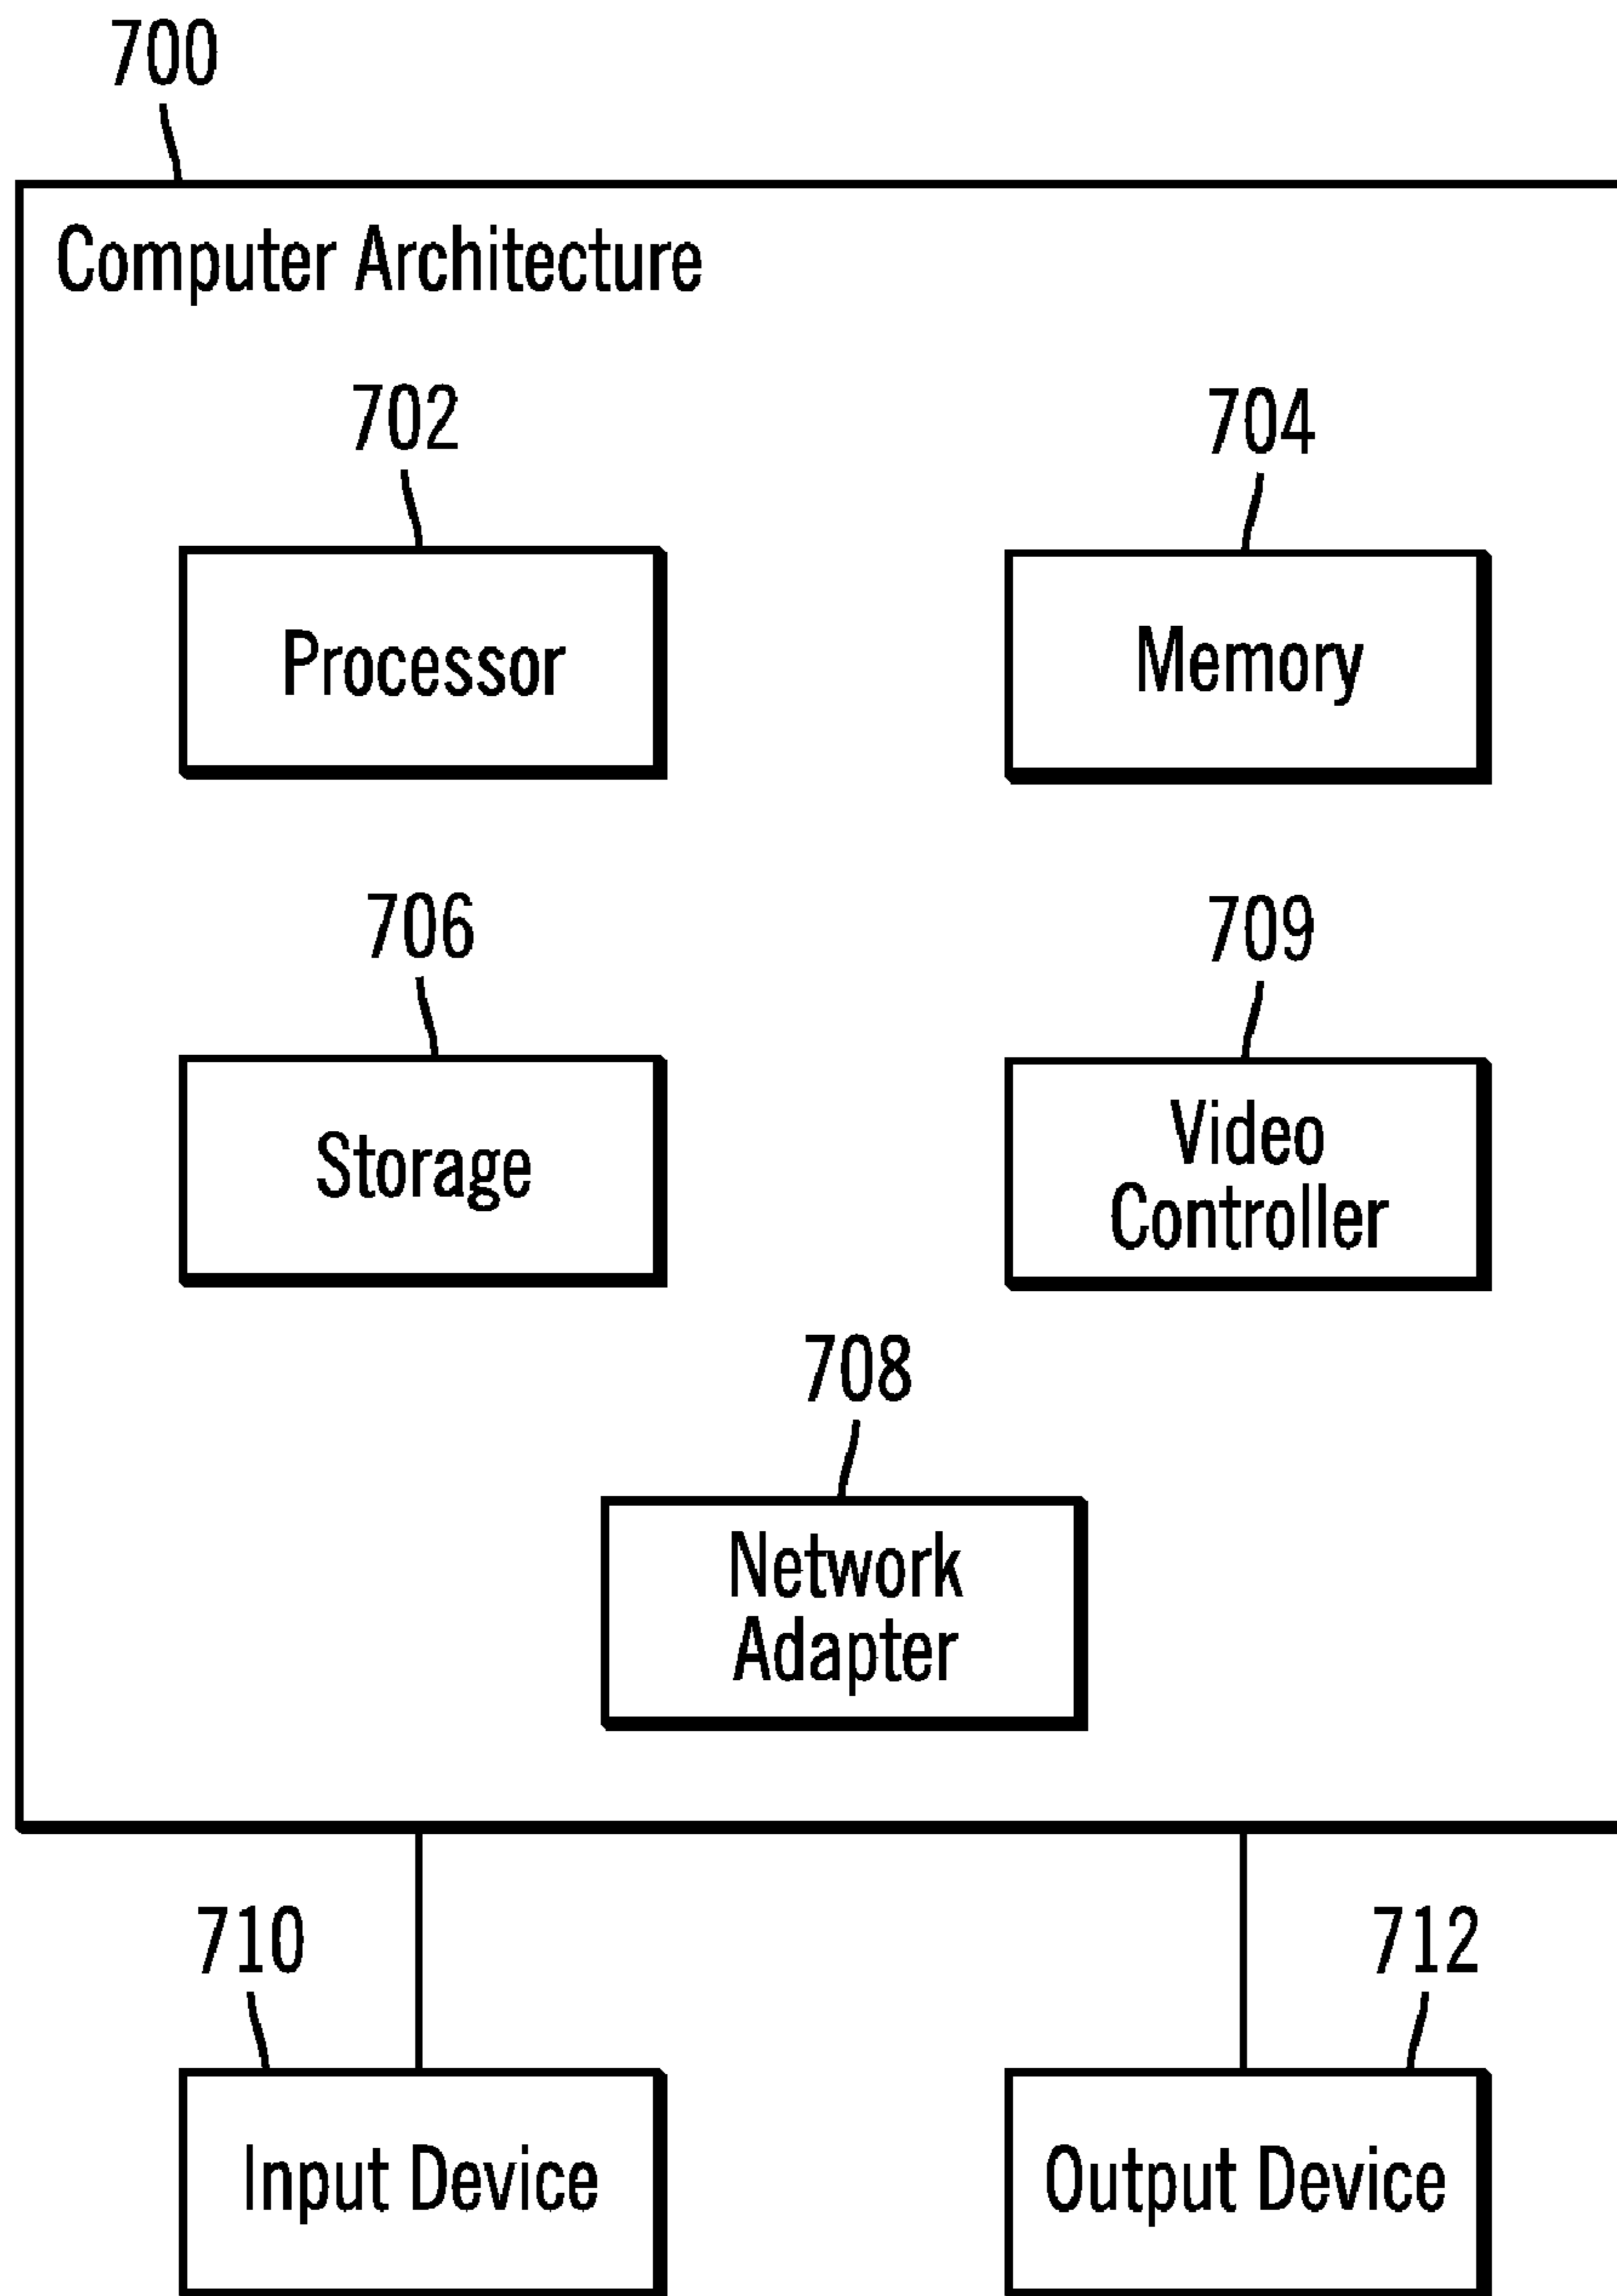 700
Computer Architecture
702
704
Processor
Memory
706
709
Storage
Video
Controller
708
Network
Adapter
710
712
Input Device
Output Device